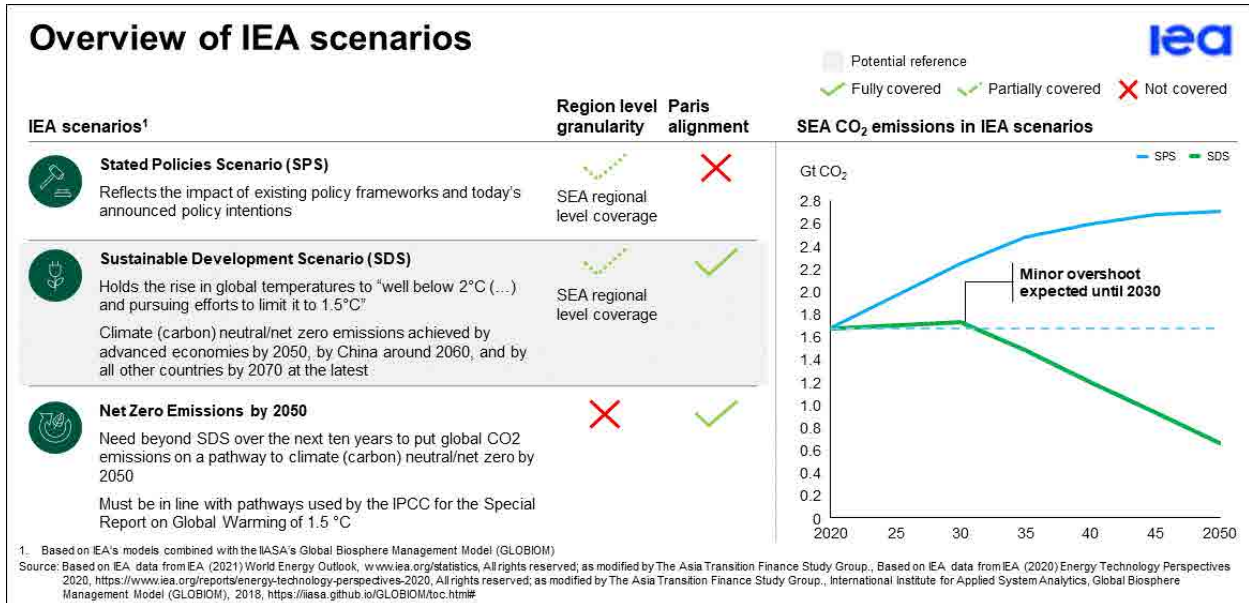 Overview of IEA scenarios
iea
Potential reference
Fully covered Partially covered Not covered
IEA scenarios1
Region level
granularity
Paris
alignment
Stated Policies Scenario (SPS)
Reflects the impact of existing policy frameworks and today's
announced policy intentions
SEA regional
level coverage
Sustainable Development Scenario (SDS)
Holds the rise in global temperatures to “well below 2°C (…)
and pursuing efforts to limit it to 1.5°C”
Climate (carbon) neutral/net zero emissions achieved by
advanced economies by 2050, by China around 2060, and by
all other countries by 2070 at the latest
SEA regional
level coverage
Net Zero Emissions by 2050
Need beyond SDS over the next ten years to put global CO2
emissions on a pathway to climate (carbon) neutral/net zero by
2050
Must be in line with pathways used by the IPCC for the Special
Report on Global Warming of 1.5 °C
SEA CO2 emissions in IEA scenarios
SPS SDS
Gt CO2
2.8
2.6
2.4
2.2
2.0
1.8
1.6
1.4
1.2
1.0
0.8
0.6
0.4
0.2
0
Minor overshoot
expected until 2030
2020 25 30 35 40 45 2050
1. Based on IEA's models combined with the IIASA's Global Biosphere Management Model (GLOBIOM)
Source: Based on IEA data from IEA (2021) World Energy Outlook, www.iea.org/statistics, All rights reserved; as modified by The Asia Transition Finance Study Group., Based on IEA data from IEA (2020) Energy Technology Perspectives
2020, https://www.iea.org/reports/energy-technology-perspectives-2020, All rights reserved; as modified by The Asia Transition Finance Study Group., International Institute for Applied System Analytics, Global Biosphere
Management Model (GLOBIOM), 2018, https://iiasa.github.io/GLOBIOM/toc.html#